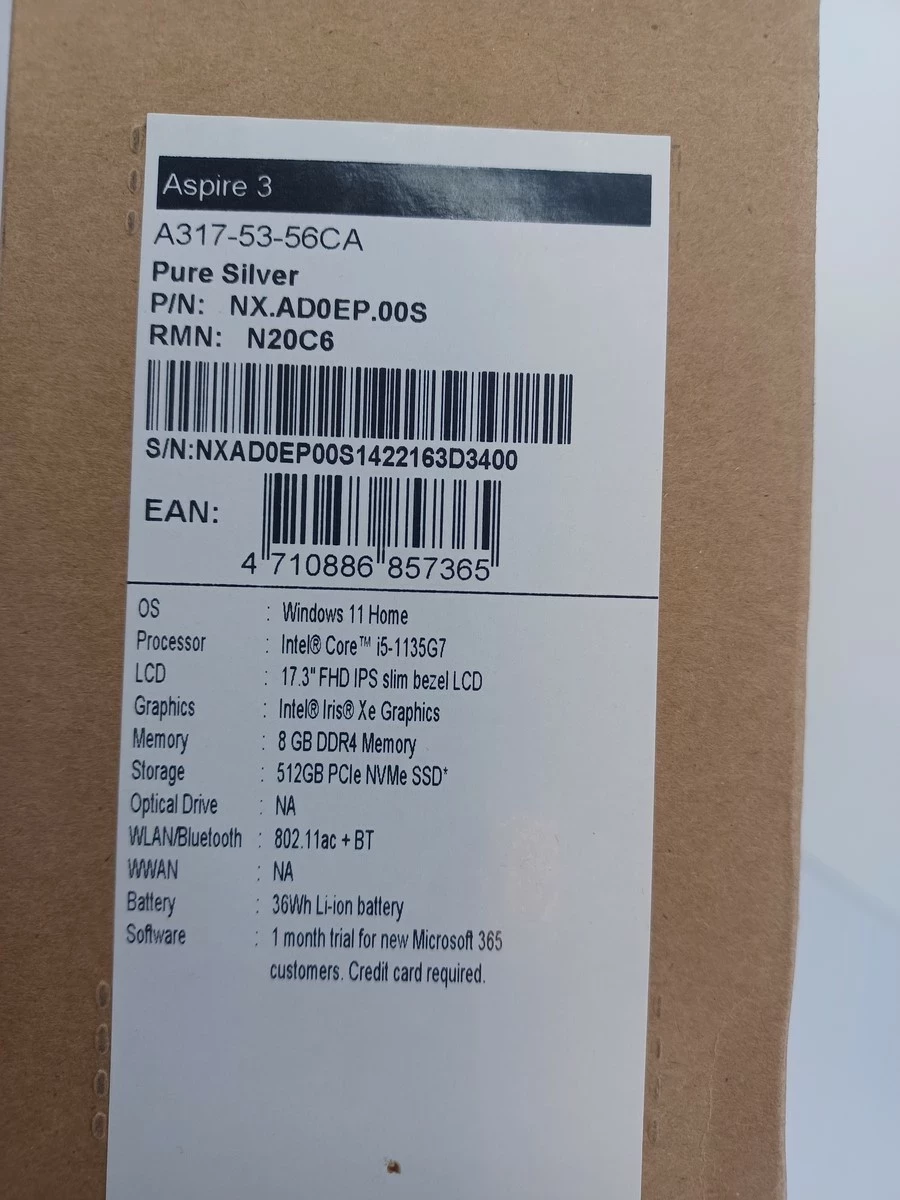 Aspire 3
A317-53-56CA
Pure Silver
P/N: NX.AD0EP.00S
RMN: N20C6
S/N:NXAD0EP00S1422163D3400
EAN:
4 710886 857365
OS : Windows 11 Home
Processor : Intel® Core™ i5-1135G7
LCD : 17.3" FHD IPS slim bezel LCD
Graphics : Intel® Iris® Xe Graphics
Memory : 8 GB DDR4 Memory
Storage : 512GB PCIe NVMe SSD*
Optical Drive : NA
WLAN/Bluetooth : 802.11ac + BT
WWAN : NA
Battery : 36Wh Li-ion battery
Software : 1 month trial for new Microsoft 365
customers. Credit card required.